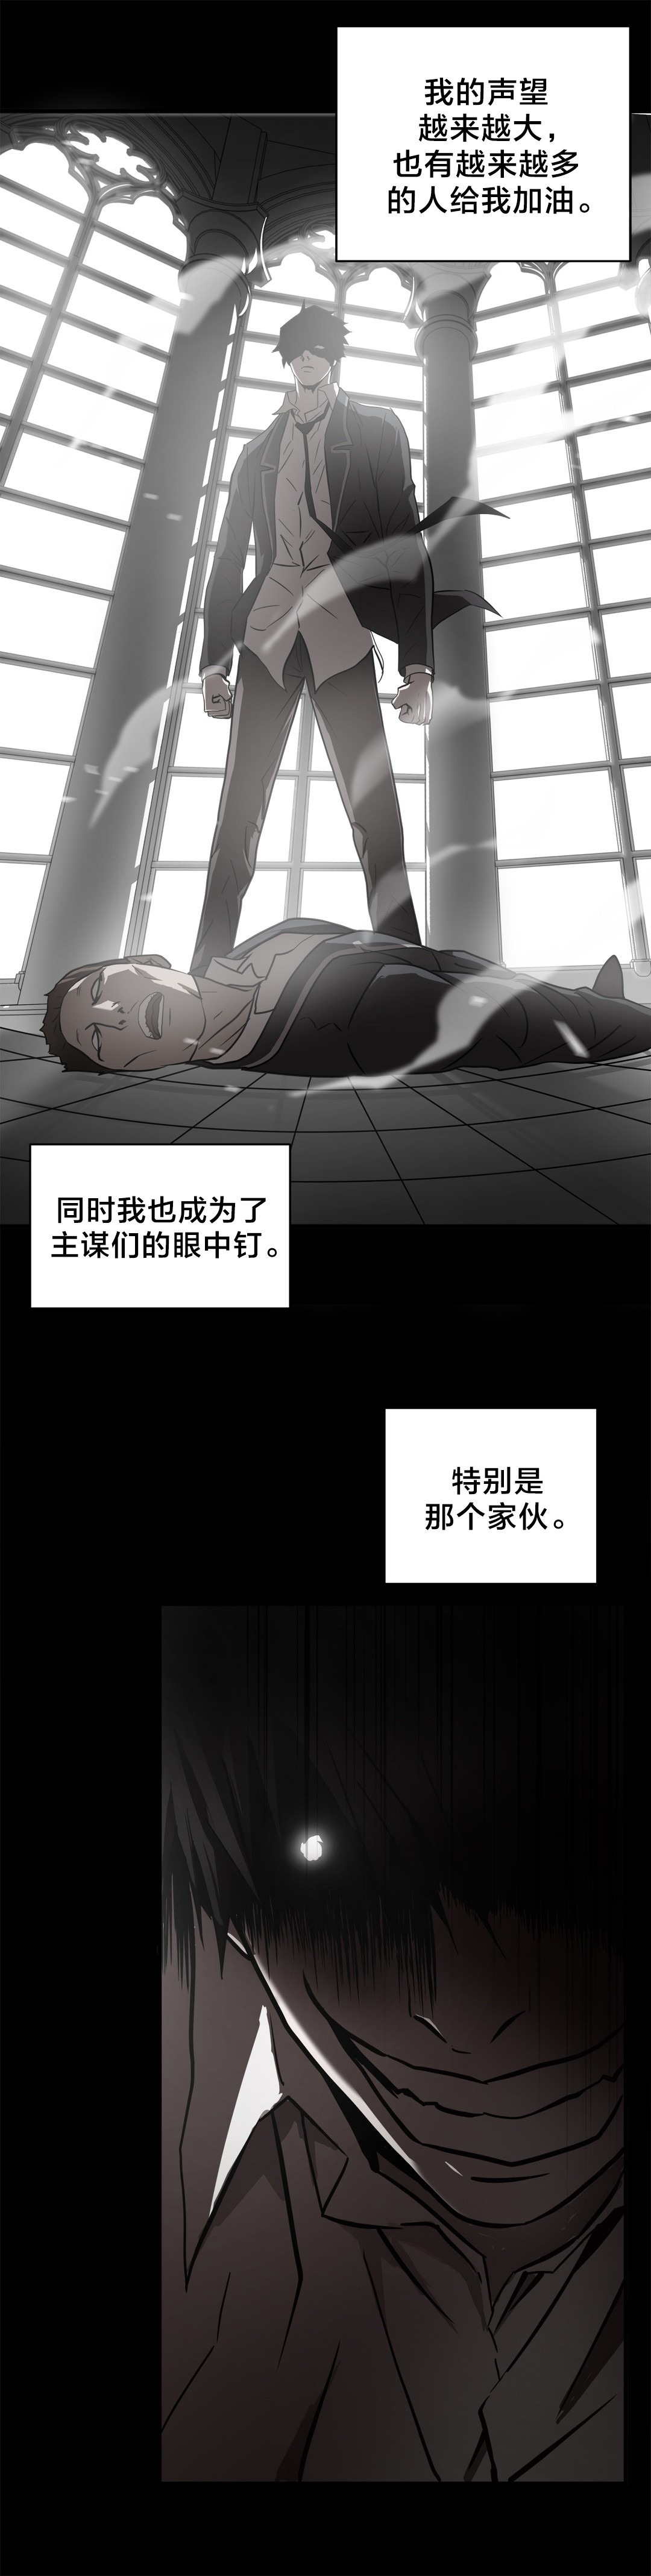 我的声望
越来越大，
也有越来越多
的人给我加油。
同时我也成为了
主谋们的眼中钉。
特别是
那个家伙。